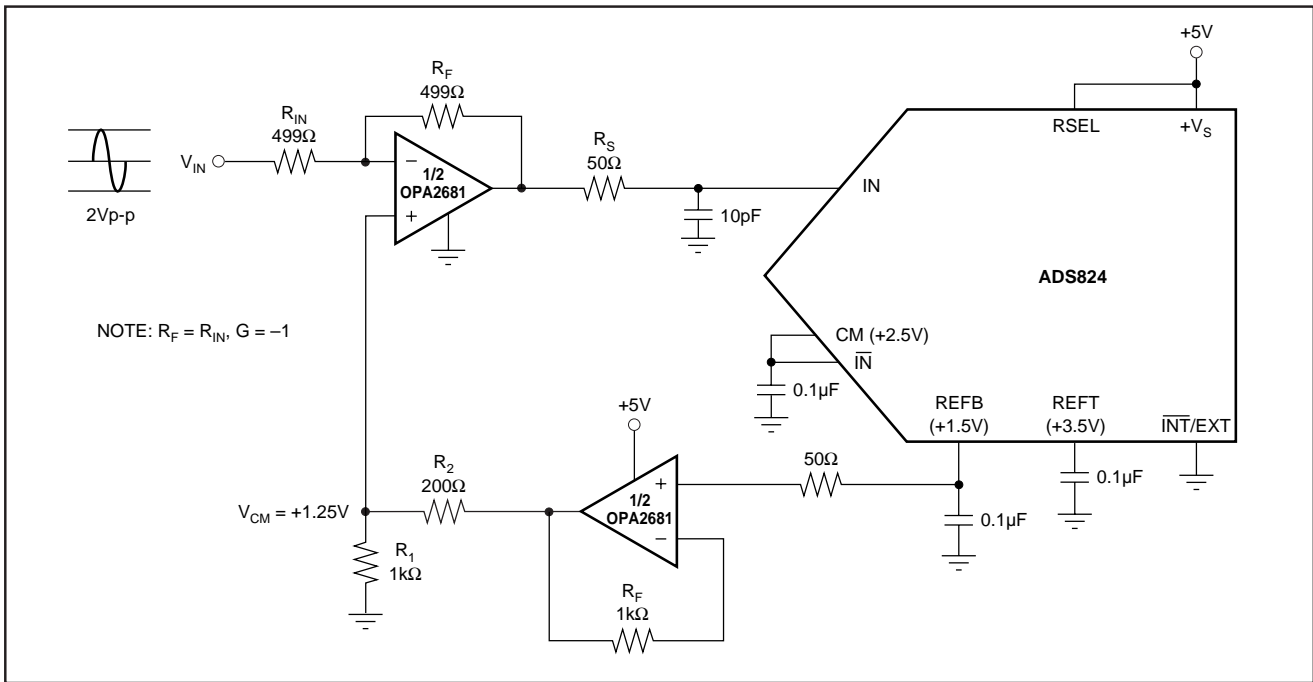 +5V
R_F
499Ω
R_IN
499Ω
RSEL
+V_S
R_S
50Ω
V_IN
–
1/2
OPA2681
+
IN
2Vp-p
10pF
ADS824
NOTE: R_F = R_IN, G = –1
CM (+2.5V)
I̅N̅
0.1µF
REFB
(+1.5V)
REFT
(+3.5V)
I̅N̅T̅/EXT
+5V
R_2
200Ω
50Ω
+
1/2
OPA2681
–
0.1µF
V_CM = +1.25V
0.1µF
R_1
1kΩ
R_F
1kΩ